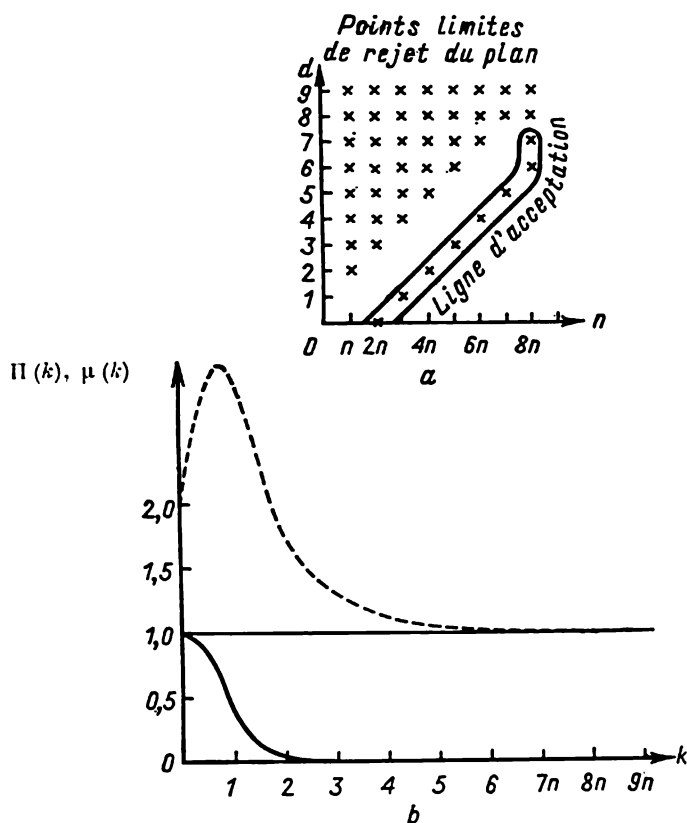 Points limites
de rejet du plan
d
9
8
7
6
5
4
3
2
1
Ligne d'acceptation
n
0 n 2n 4n 6n 8n
a
Π (k), μ (k)
2,0
1,5
1,0
0,5
0
1 2 3 4 5 6 7n 8n 9n
k
b